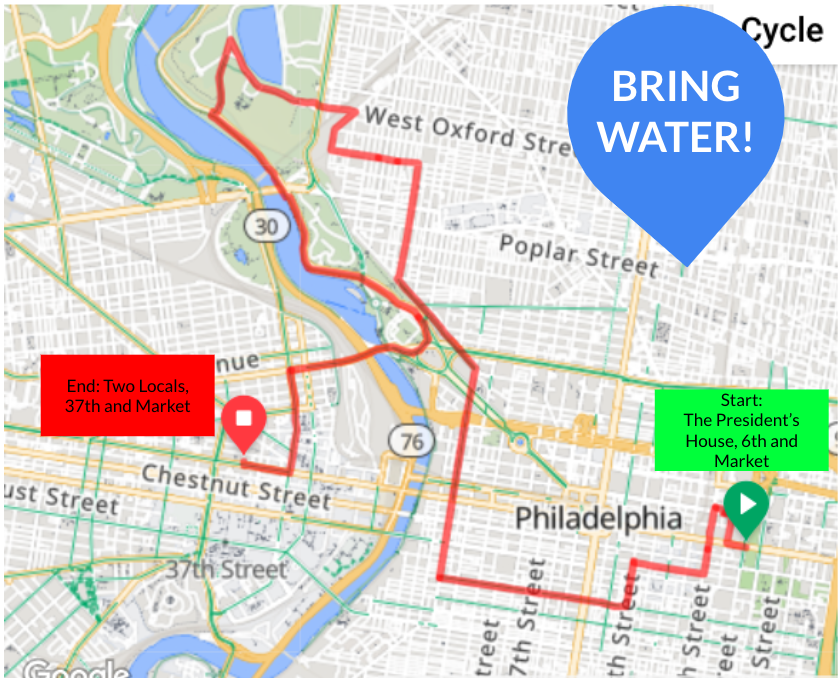 Cycle
BRING
WATER!
West Oxford Stre
Poplar Street
30
nue
End: Two Locals,
37th and Market
Start:
The President's
House, 6th and
Market
76
Chestnut Street
ust Street
Philadelphia
37th Street
7th Street
th Street
h Street
reet
Street
treet
Google